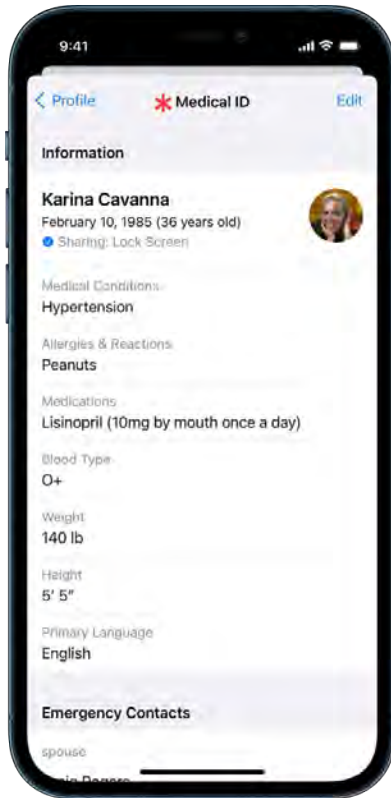 9:41
Profile
Medical ID
Edit
Information
Karina Cavanna
February 10, 1985 (36 years old)
Sharing: Lock Screen
Medical Conditions
Hypertension
Allergies & Reactions
Peanuts
Medications
Lisinopril (10mg by mouth once a day)
Blood Type
O+
Weight
140 lb
Height
5' 5"
Primary Language
English
Emergency Contacts
spouse